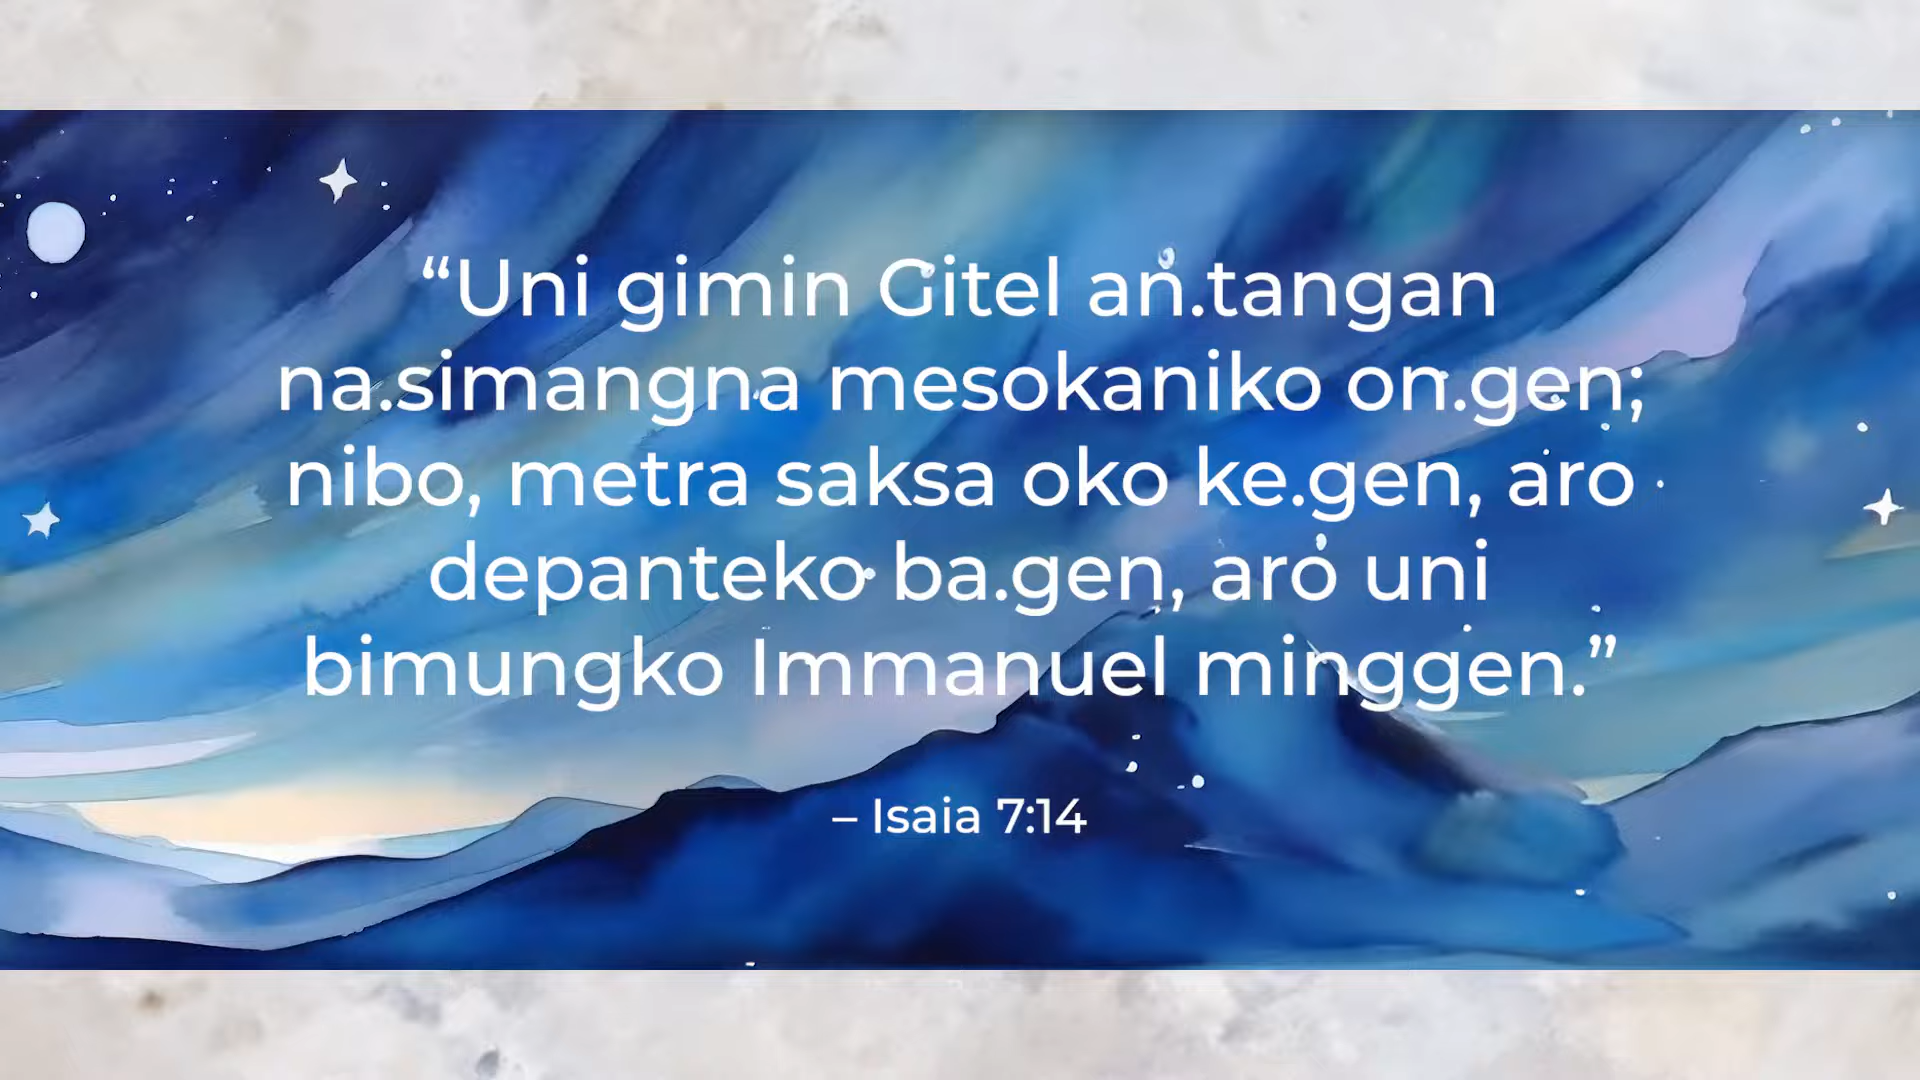 “Uni gimin Gitel an.tangan
na.simangna mesokaniko on.gen;
nibo, metra saksa oko ke.gen, aro
depanteko ba.gen, aro uni
bimungko Immanuel minggen.”
– Isaia 7:14